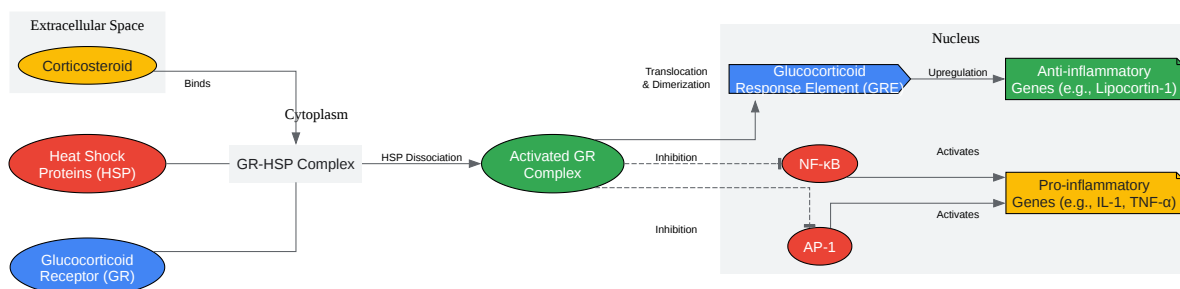 Extracellular Space
Corticosteroid
Binds
Cytoplasm
Heat Shock
Proteins (HSP)
GR-HSP Complex
HSP Dissociation
Glucocorticoid
Receptor (GR)
Activated GR
Complex
Translocation
& Dimerization
Inhibition
Inhibition
Nucleus
Glucocorticoid
Response Element (GRE)
Upregulation
Anti-inflammatory
Genes (e.g., Lipocortin-1)
NF-κB
Activates
Pro-inflammatory
Genes (e.g., IL-1, TNF-α)
Activates
AP-1